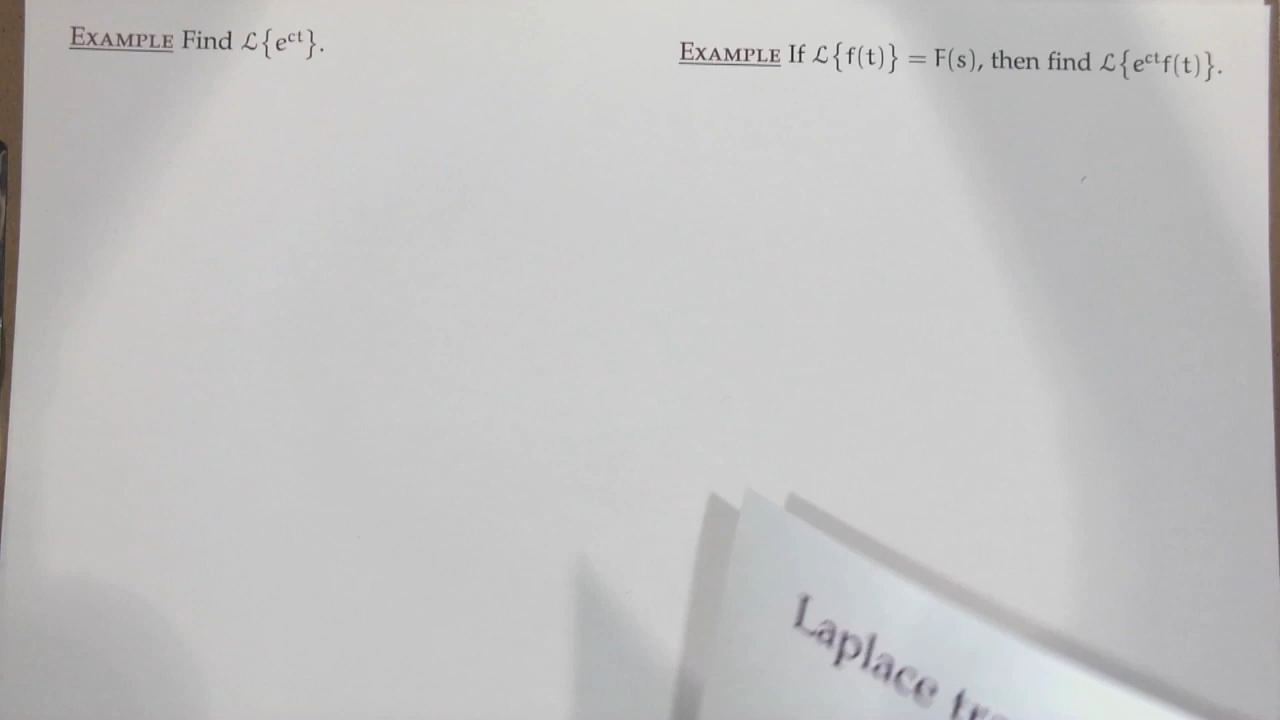 EXAMPLE Find ℒ{e^{ct}}.
EXAMPLE If ℒ{f(t)} = F(s), then find ℒ{e^{ct}f(t)}.
Laplace